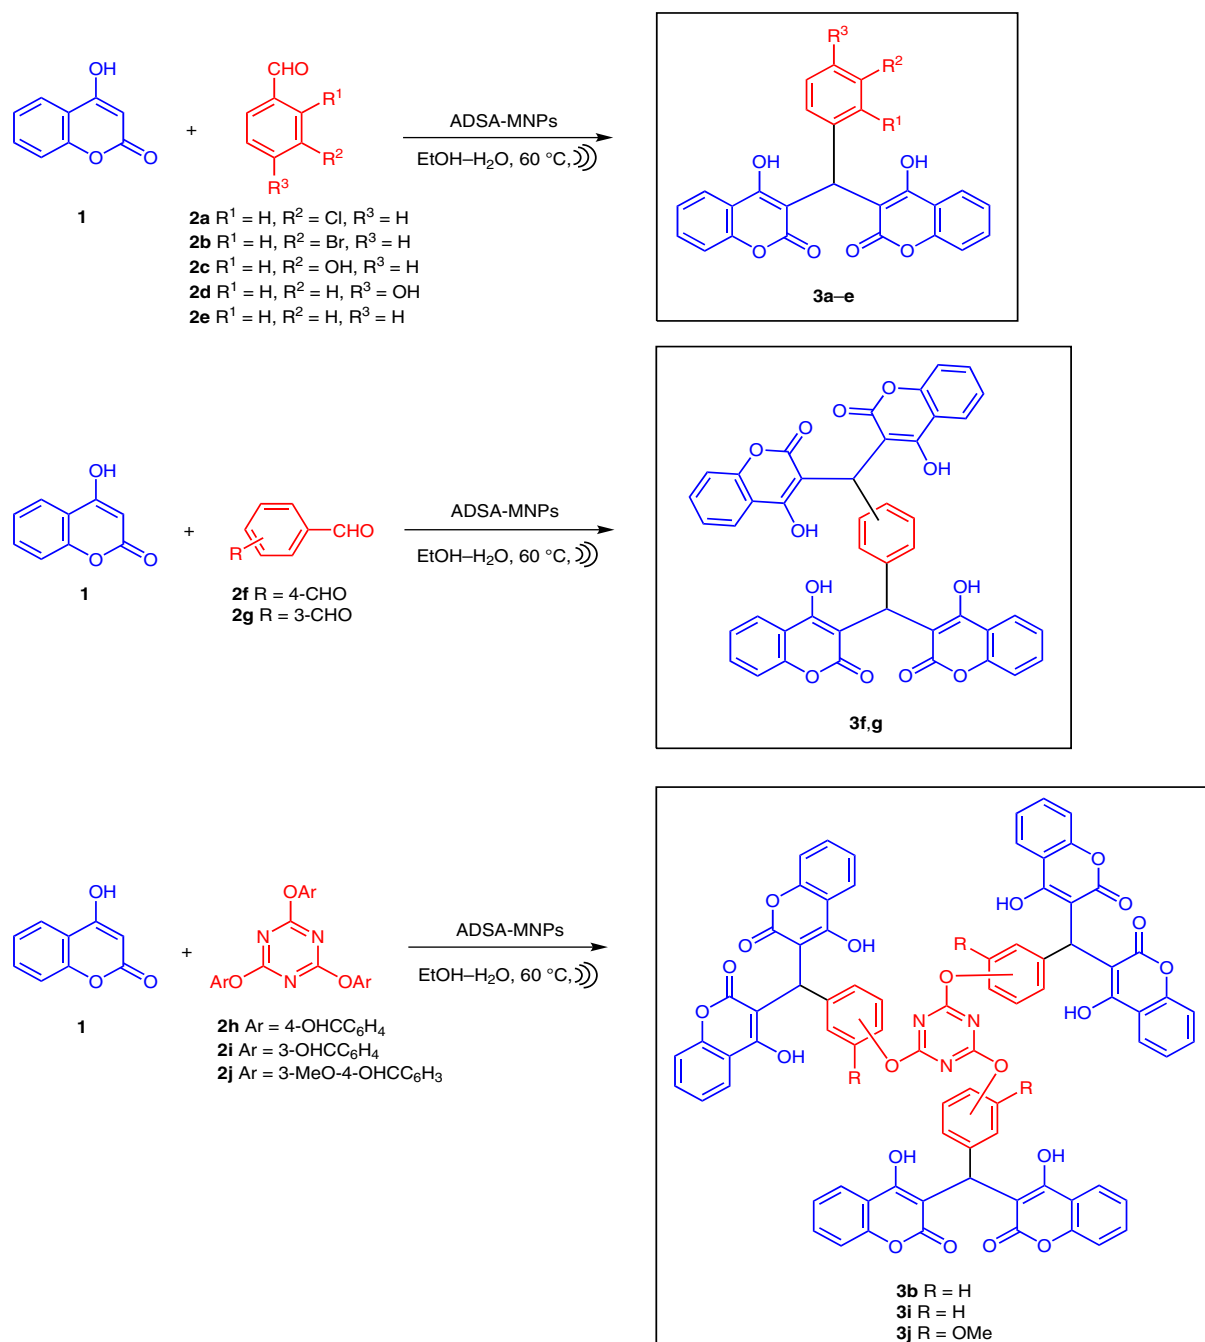 OH
O
O
1
+
CHO
R1
R2
R3
2a R1 = H, R2 = Cl, R3 = H
2b R1 = H, R2 = Br, R3 = H
2c R1 = H, R2 = OH, R3 = H
2d R1 = H, R2 = H, R3 = OH
2e R1 = H, R2 = H, R3 = H
ADSA-MNPs
EtOH–H2O, 60 °C,
R3
R2
R1
OH
OH
O
O
O
O
3a–e
OH
O
O
1
+
R
CHO
2f R = 4-CHO
2g R = 3-CHO
ADSA-MNPs
EtOH–H2O, 60 °C,
O
O
O
O
OH
OH
OH
OH
O
O
O
O
3f,g
OH
O
O
1
+
OAr
N
N
ArO
N
OAr
2h Ar = 4-OHCC6H4
2i Ar = 3-OHCC6H4
2j Ar = 3-MeO-4-OHCC6H3
ADSA-MNPs
EtOH–H2O, 60 °C,
O
O
HO
O
O
OH
R
O
O
O
O
HO
O
N
N
OH
O
N
O
R
R
OH
OH
O
O
O
O
3b R = H
3i R = H
3j R = OMe